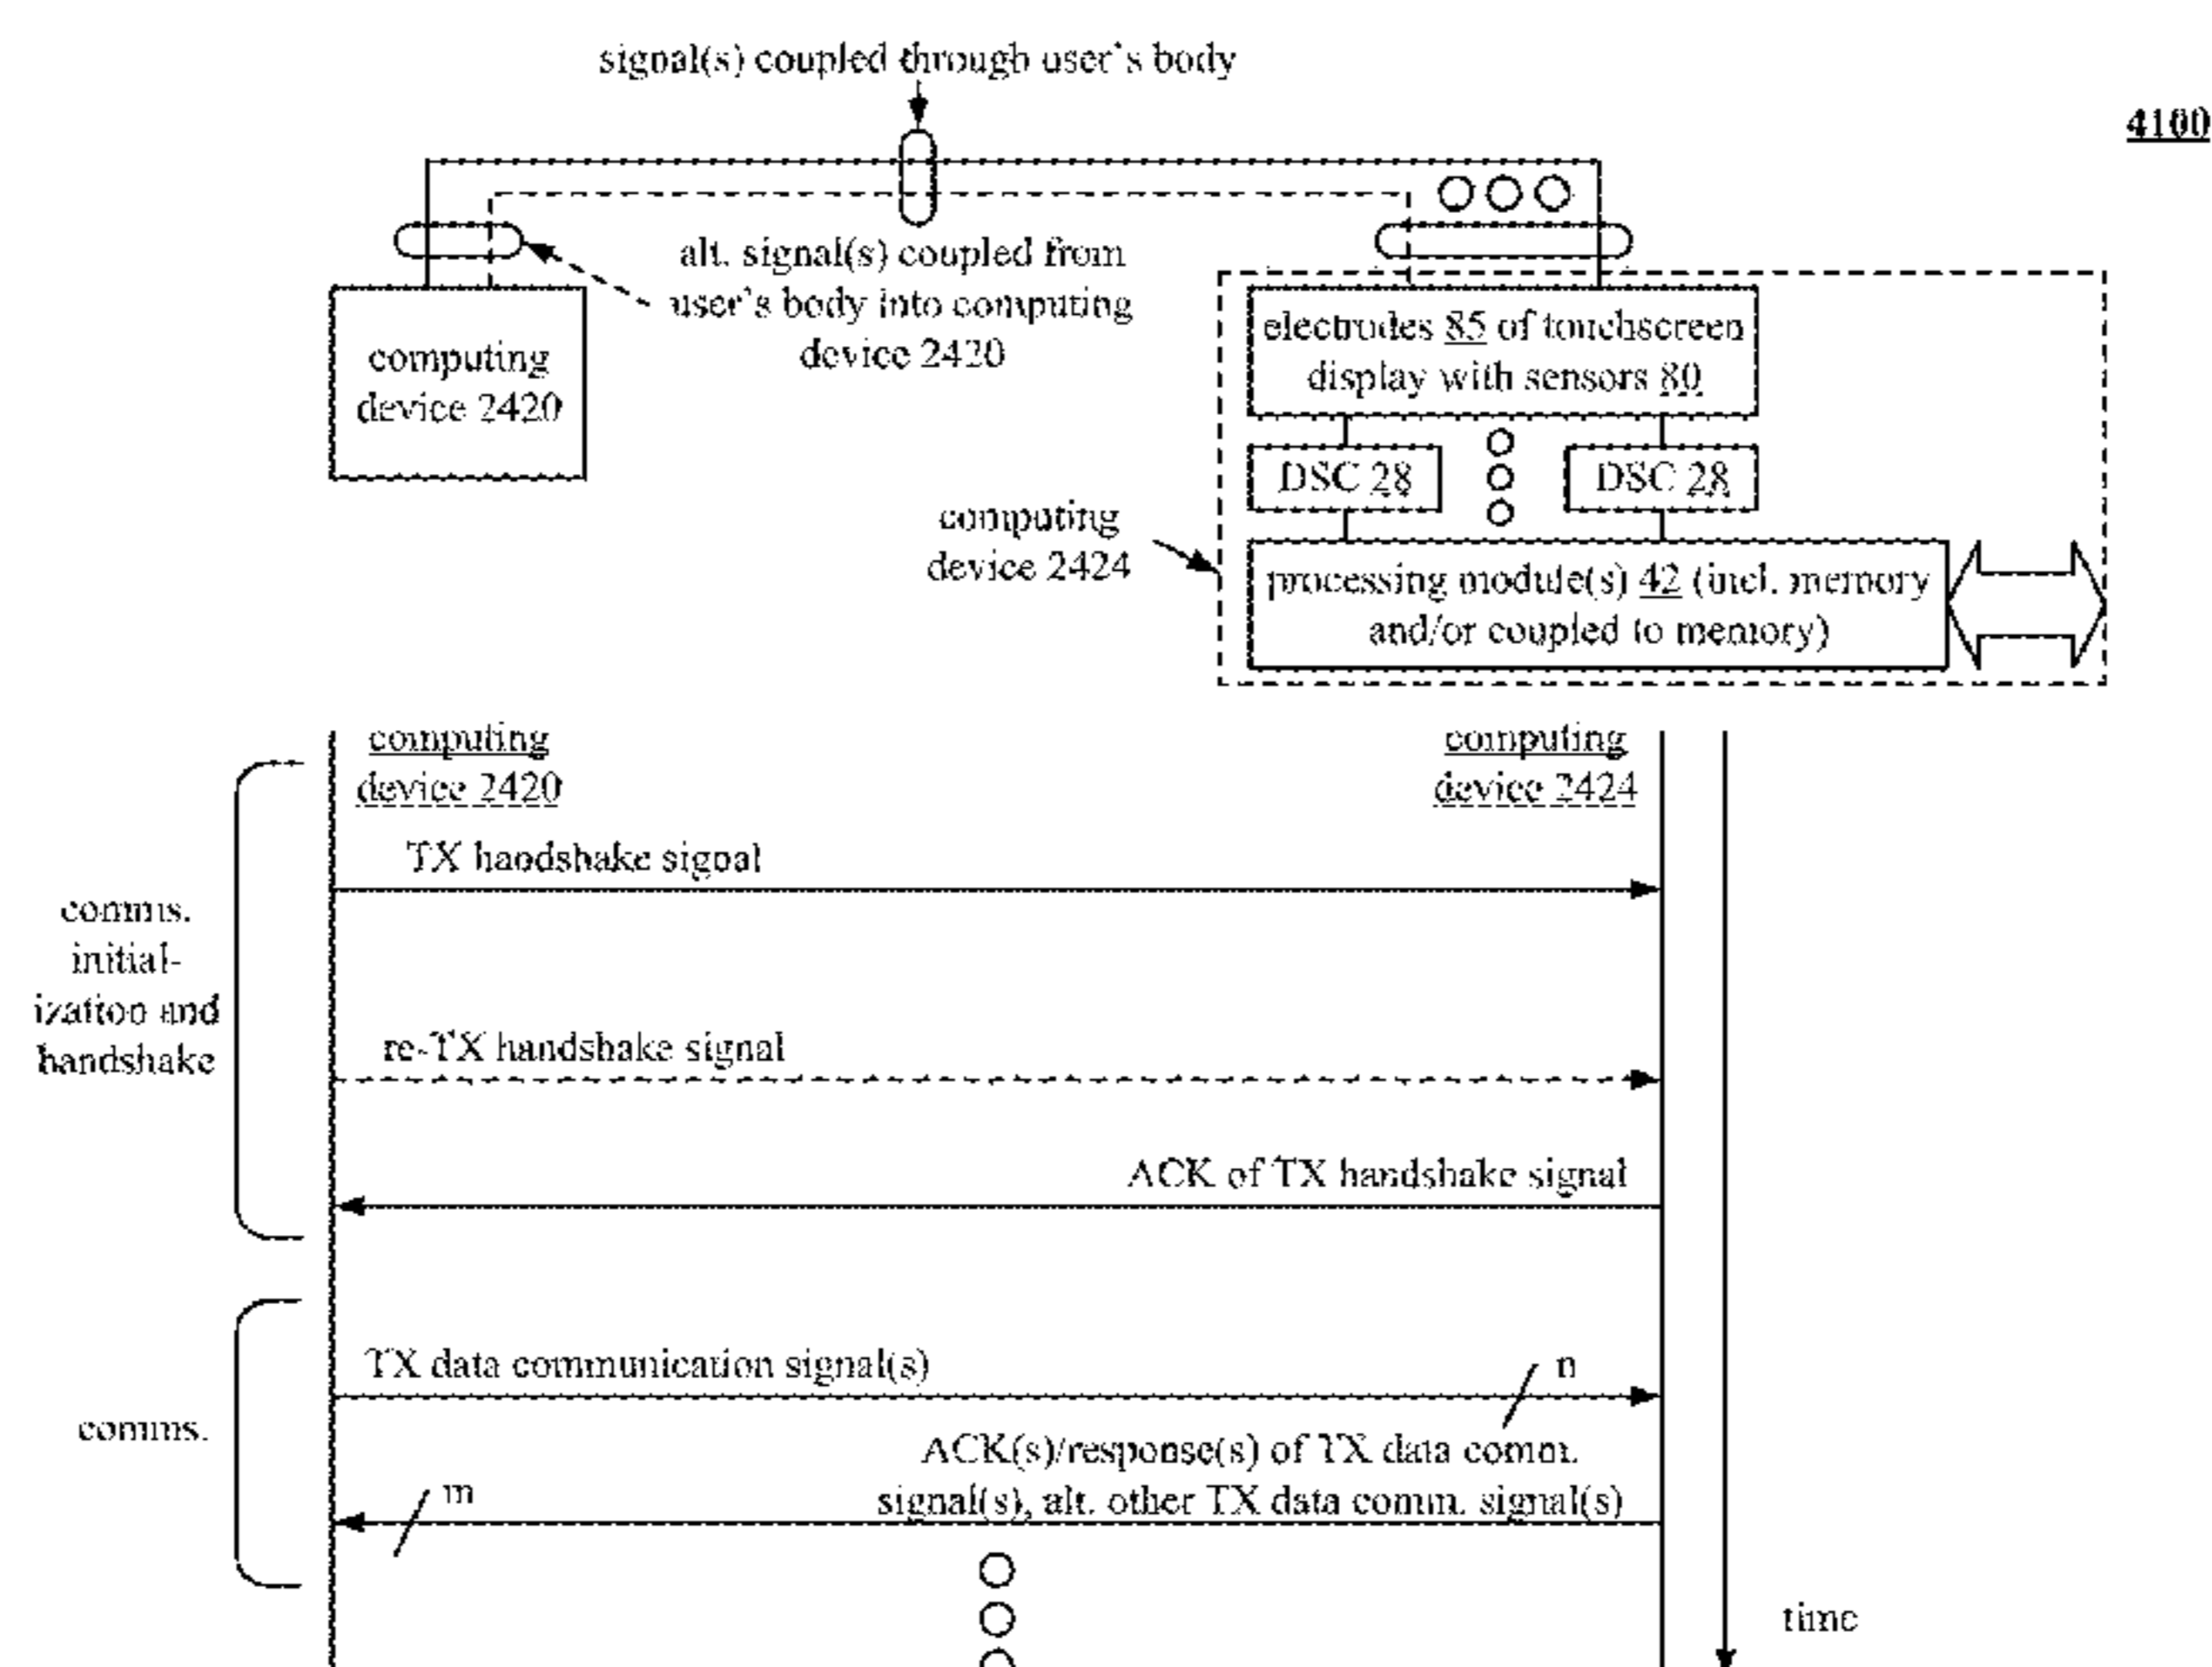 signal(s) coupled through user's body
4100
alt. signal(s) coupled from
user's body into computing
device 2420
computing
device 2420
electrodes 85 of touchscreen
display with sensors 80
DSC 28
DSC 28
computing
device 2424
processing module(s) 42 (incl. memory
and/or coupled to memory)
computing
device 2420
computing
device 2424
TX handshake signal
comms.
initial-
ization and
handshake
re-TX handshake signal
ACK of TX handshake signal
TX data communication signal(s)
n
comms.
ACK(s)/response(s) of TX data comm.
signal(s), alt. other TX data comm. signal(s)
m
time